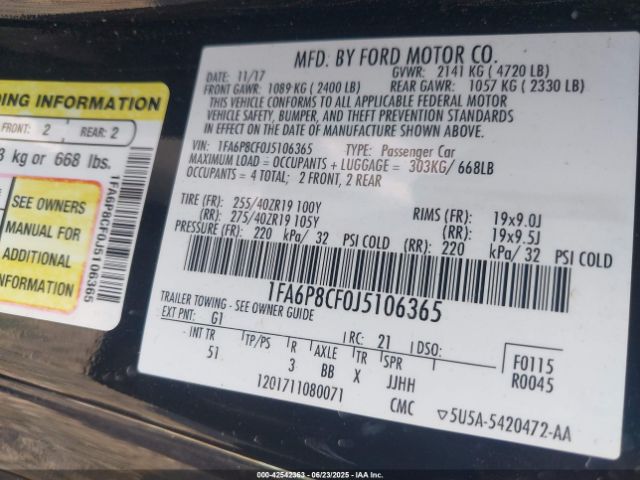 DING INFORMATION
FRONT: 2 REAR: 2
kg or 668 lbs.
SEE OWNERS
MANUAL FOR
ADDITIONAL
INFORMATION
1FA6P8CF0J5106365
MFD. BY FORD MOTOR CO.
DATE: 11/17 GVWR: 2141 KG ( 4720 LB)
FRONT GAWR: 1089 KG ( 2400 LB) REAR GAWR: 1057 KG ( 2330 LB)
THIS VEHICLE CONFORMS TO ALL APPLICABLE FEDERAL MOTOR
VEHICLE SAFETY, BUMPER, AND THEFT PREVENTION STANDARDS
IN EFFECT ON THE DATE OF MANUFACTURE SHOWN ABOVE.
VIN: 1FA6P8CF0J5106365 TYPE: Passenger Car
MAXIMUM LOAD = OCCUPANTS + LUGGAGE = 303KG/ 668LB
OCCUPANTS = 4 TOTAL; 2 FRONT, 2 REAR
TIRE (FR): 255/40ZR19 100Y RIMS (FR): 19x9.0J
(RR): 275/40ZR19 105Y (RR): 19x9.5J
PRESSURE (FR): 220 kPa/ 32 PSI COLD (RR): 220 kPa/ 32 PSI COLD
1FA6P8CF0J5106365
TRAILER TOWING - SEE OWNER GUIDE
EXT PNT: G1 RC: 21 DSO:
INT TR TP/PS R AXLE TR SPR F0115
51 3 BB X JJHH R0045
1201711080071 CMC 5U5A-5420472-AA
00-42542363 - 06/23/2025 - © COPYRIGHT IAA, LLC